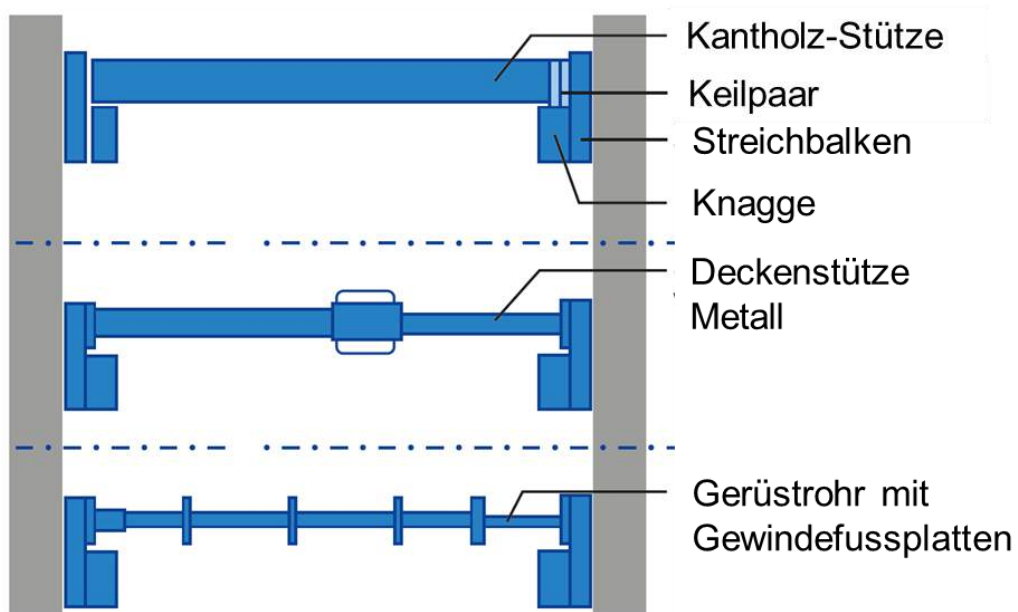 Kantholz-Stütze
Keilpaar
Streichbalken
Knagge
Deckenstütze
Metall
Gerüstrohr mit
Gewindefussplatten